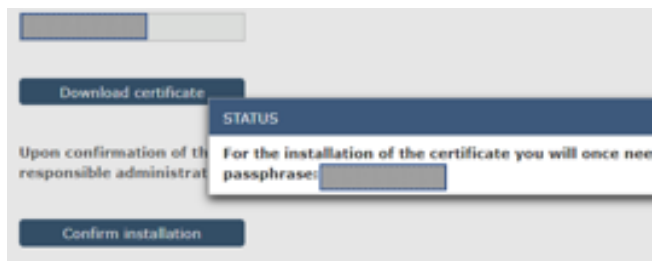 Download certificate
STATUS
Upon confirmation of th
For the installation of the certificate you will once nee
responsible administrat
passphrase:
Confirm installation